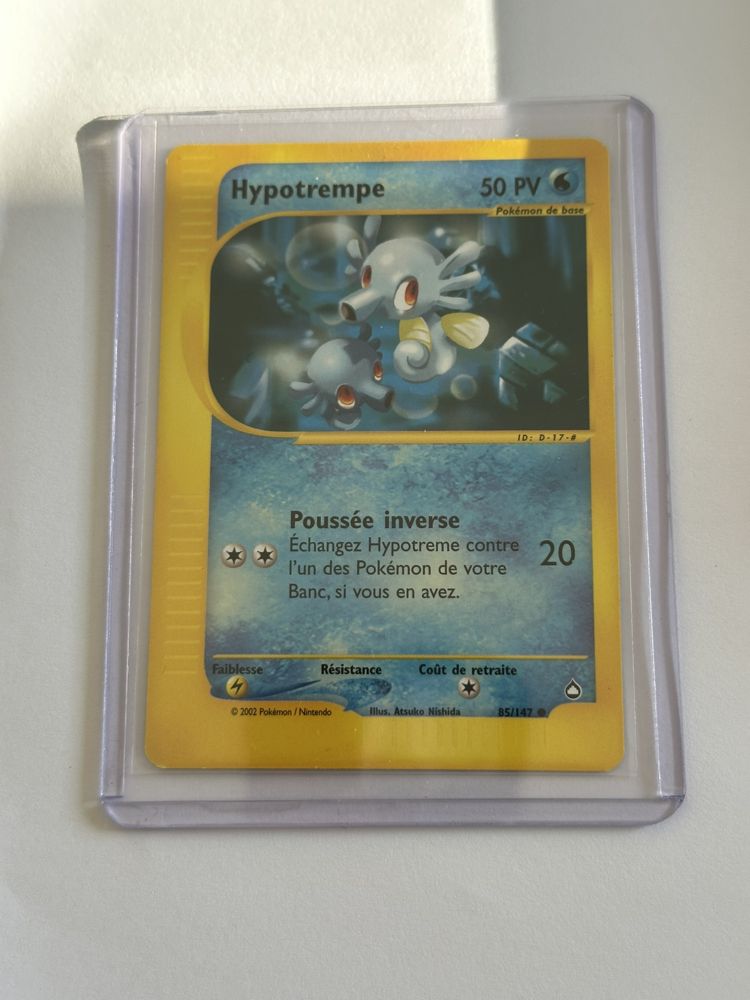 Hypotrempe 50 PV
Pokémon de base
ID: D-17-#
Poussée inverse
Échangez Hypotreme contre
l'un des Pokémon de votre
Banc, si vous en avez.
20
Faiblesse Résistance Coût de retraite
© 2002 Pokémon / Nintendo Illus. Atsuko Nishida 85/147